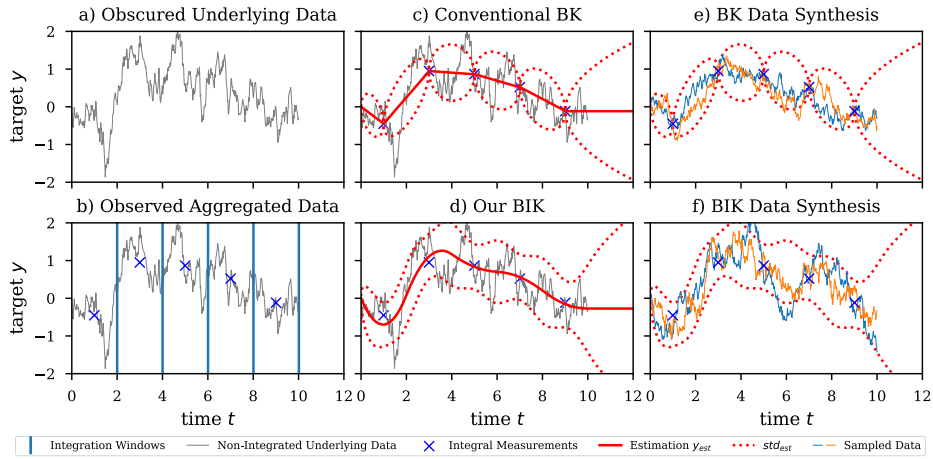 a) Obscured Underlying Data
c) Conventional BK
e) BK Data Synthesis
target y
2
1
0
−1
−2
b) Observed Aggregated Data
d) Our BIK
f) BIK Data Synthesis
target y
2
1
0
−1
−2
0 2 4 6 8 10 12
0 2 4 6 8 10 12
0 2 4 6 8 10 12
time t
time t
time t
Integration Windows
Non-Integrated Underlying Data
Integral Measurements
Estimation y_est
std_est
Sampled Data